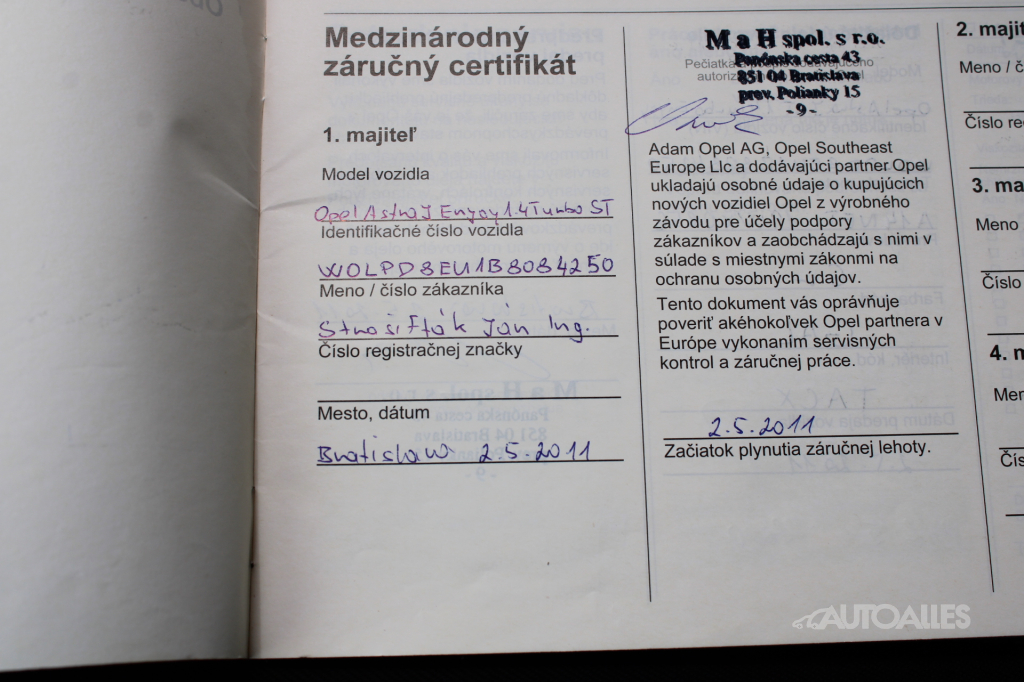 Medzinárodný
záručný certifikát
1. majiteľ
Model vozidla
Opel Astra J Enjoy 1.4 Turbo ST
Identifikačné číslo vozidla
WOLPD8EU1B8084250
Meno / číslo zákazníka
Strošifták Ján Ing.
Číslo registračnej značky
Mesto, dátum
Bratislava 2.5.2011
M a H spol. s r.o.
Panónska cesta 43
851 04 Bratislava
prev. Polianky 15
-9-
Adam Opel AG, Opel Southeast
Europe Llc a dodávajúci partner Opel
ukladajú osobné údaje o kupujúcich
nových vozidiel Opel z výrobného
závodu pre účely podpory
zákazníkov a zaobchádzajú s nimi v
súlade s miestnymi zákonmi na
ochranu osobných údajov.
Tento dokument vás oprávňuje
poveriť akéhokoľvek Opel partnera v
Európe vykonaním servisných
kontrol a záručnej práce.
2.5.2011
Začiatok plynutia záručnej lehoty.
2. majit
Meno / č
Číslo re
3. ma
Meno
Číslo
4. m
Men
Čís
AUTOALLES